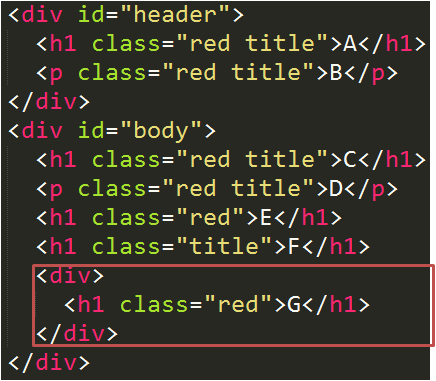 <div id="header">
  <h1 class="red title">A</h1>
  <p class="red title">B</p>
</div>
<div id="body">
  <h1 class="red title">C</h1>
  <p class="red title">D</p>
  <h1 class="red">E</h1>
  <h1 class="title">F</h1>
  <div>
    <h1 class="red">G</h1>
  </div>
</div>